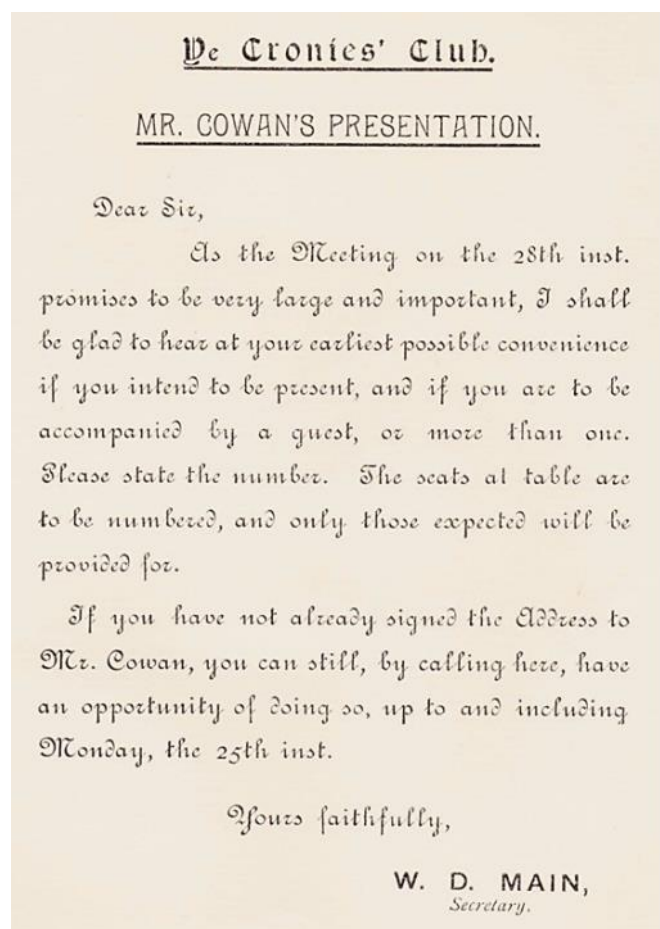 Ye Cronies' Club.
MR. COWAN'S PRESENTATION.
Dear Sir,
As the Meeting on the 28th inst.
promises to be very large and important, I shall
be glad to hear at your earliest possible convenience
if you intend to be present, and if you are to be
accompanied by a guest, or more than one.
Please state the number. The seats at table are
to be numbered, and only those expected will be
provided for.
If you have not already signed the Address to
Mr. Cowan, you can still, by calling here, have
an opportunity of doing so, up to and including
Monday, the 25th inst.
Yours faithfully,
W. D. MAIN,
Secretary.